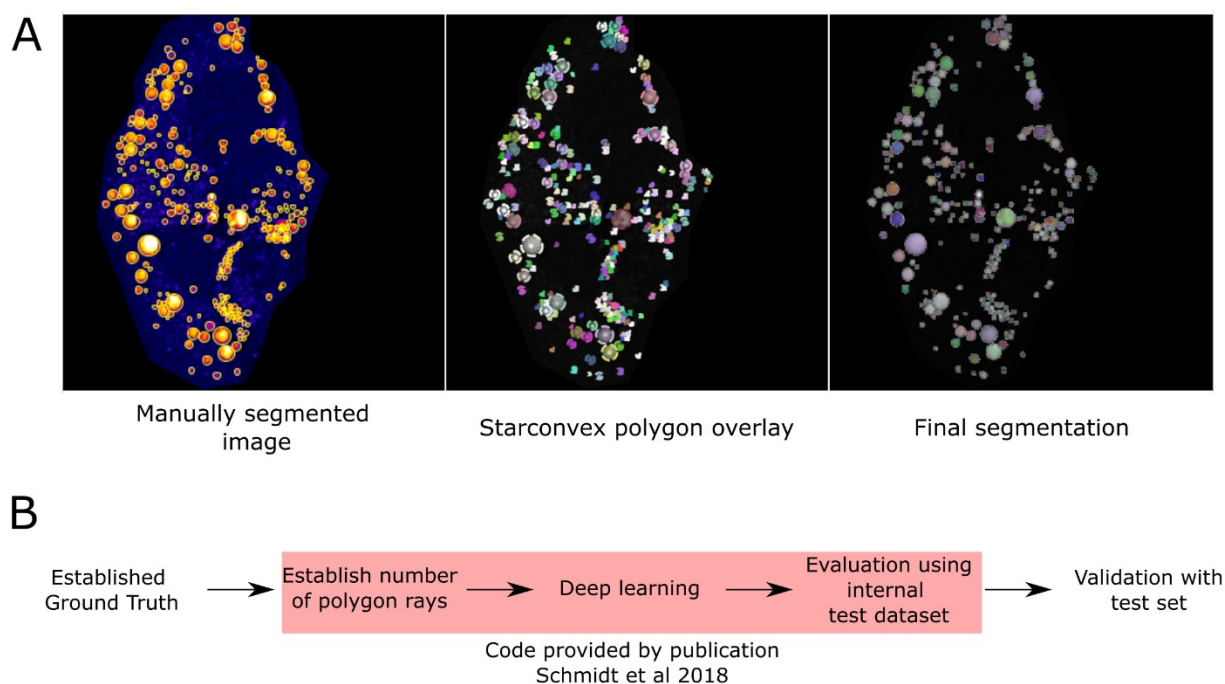 A
Manually segmented
image
Starconvex polygon overlay
Final segmentation
B
Established
Ground Truth
Establish number
of polygon rays
Deep learning
Evaluation using
internal
test dataset
Validation with
test set
Code provided by publication
Schmidt et al 2018